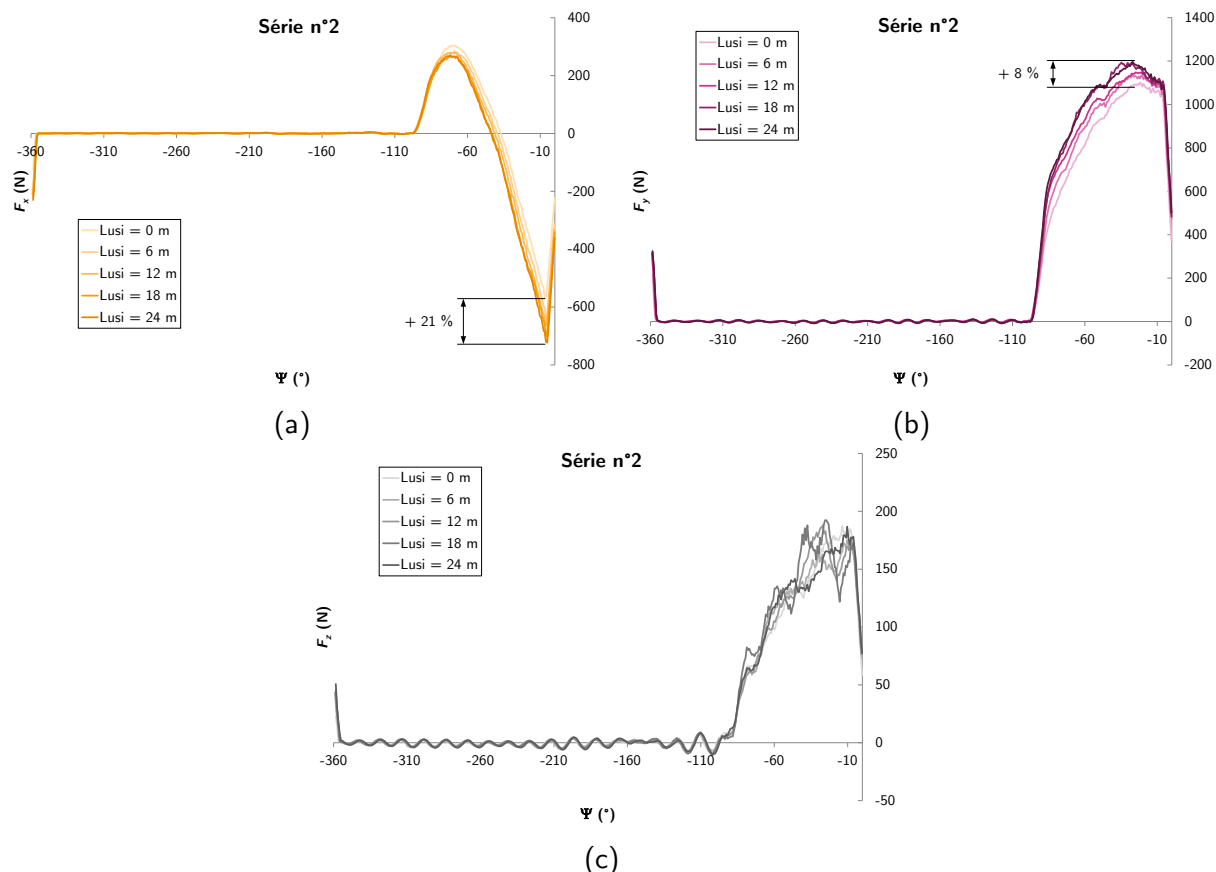 Série n°2
400
200
0
-200
-400
-600
-800
-360
-310
-260
-210
-160
-110
-60
-10
F_x (N)
Lusi = 0 m
Lusi = 6 m
Lusi = 12 m
Lusi = 18 m
Lusi = 24 m
+ 21 %
Ψ (°)
(a)
Série n°2
1400
1200
1000
800
600
400
200
0
-200
Lusi = 0 m
Lusi = 6 m
Lusi = 12 m
Lusi = 18 m
Lusi = 24 m
+ 8 %
F_y (N)
-360
-310
-260
-210
-160
-110
-60
-10
Ψ (°)
(b)
Série n°2
250
200
150
100
50
0
-50
Lusi = 0 m
Lusi = 6 m
Lusi = 12 m
Lusi = 18 m
Lusi = 24 m
F_z (N)
-360
-310
-260
-210
-160
-110
-60
-10
Ψ (°)
(c)